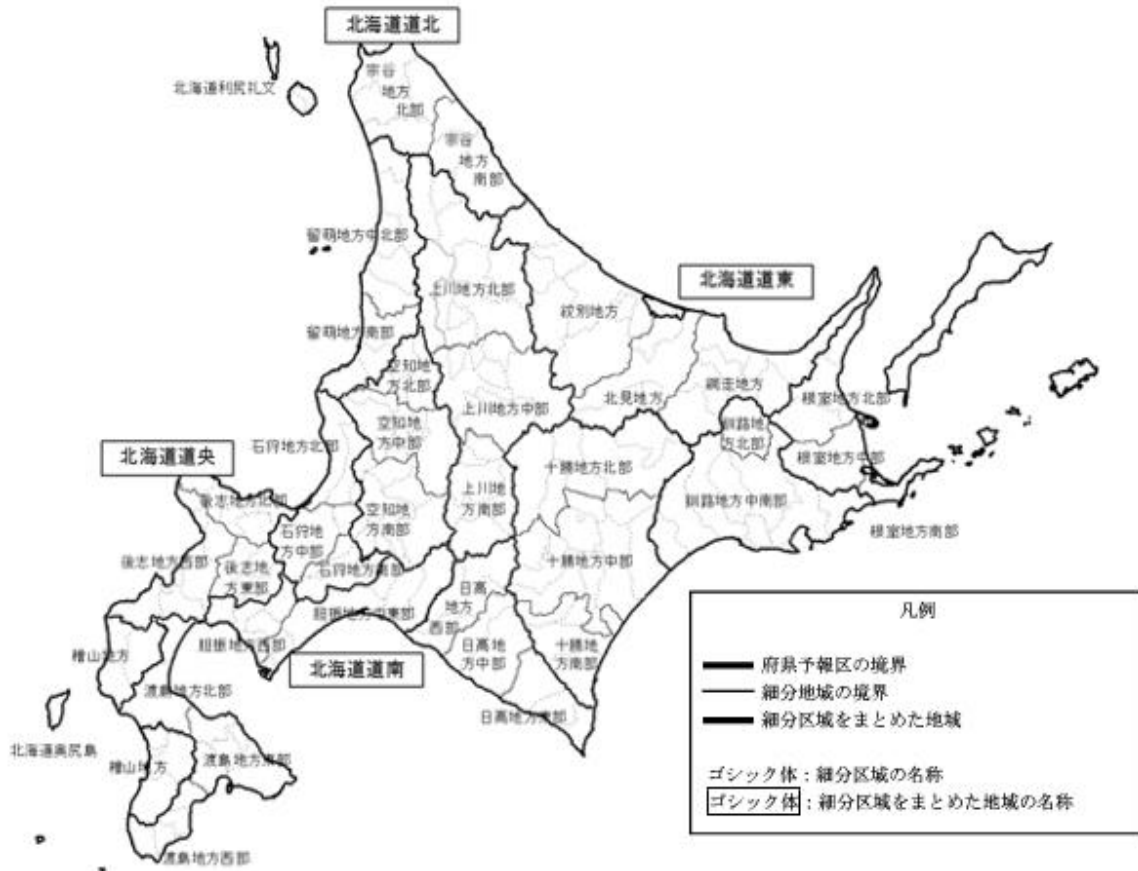 北海道道北
宗谷
地方
北部
北海道利尻礼文
宗谷
地方
南部
留萌地方中北部
北海道道東
上川地方北部
紋別地方
留萌地方南部
空知地
方北部
網走地方
北見地方
根室地方北部
上川地方中部
釧路地
方北部
空知地
方中部
石狩地方北部
北海道道央
根室地方中部
十勝地方北部
上川地
方南部
後志地方北部
釧路地方中南部
空知地
方南部
石狩地
方中部
根室地方南部
後志地方西部
後志地
方東部
石狩地方南部
十勝地方中部
日高
地方
西部
胆振地方中東部
胆振地方西部
日高地
方中部
十勝地
方南部
檜山地方
北海道道南
渡島地方北部
日高地方東部
北海道奥尻島
檜山地方
渡島地方東部
渡島地方西部
凡例
府県予報区の境界
細分地域の境界
細分区域をまとめた地域
ゴシック体：細分区域の名称
ゴシック体：細分区域をまとめた地域の名称